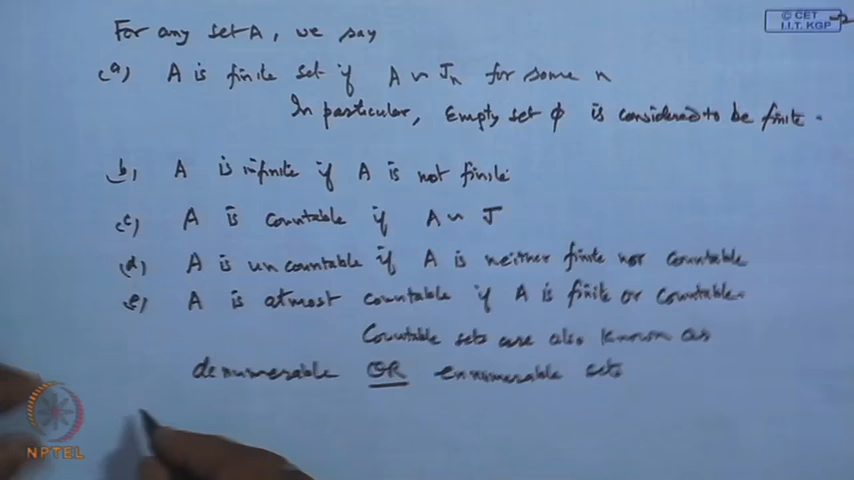 © CET
I.I.T. KGP
For any set A, we say
(a) A is finite set if A ~ Jn for some n
In particular, Empty set ϕ is considered to be finite.
(b) A is infinite if A is not finite
(c) A is countable if A ~ J
(d) A is uncountable if A is neither finite nor countable
(e) A is atmost countable if A is finite or countable.
Countable sets are also known as
denumerable OR ennumerable sets
NPTEL